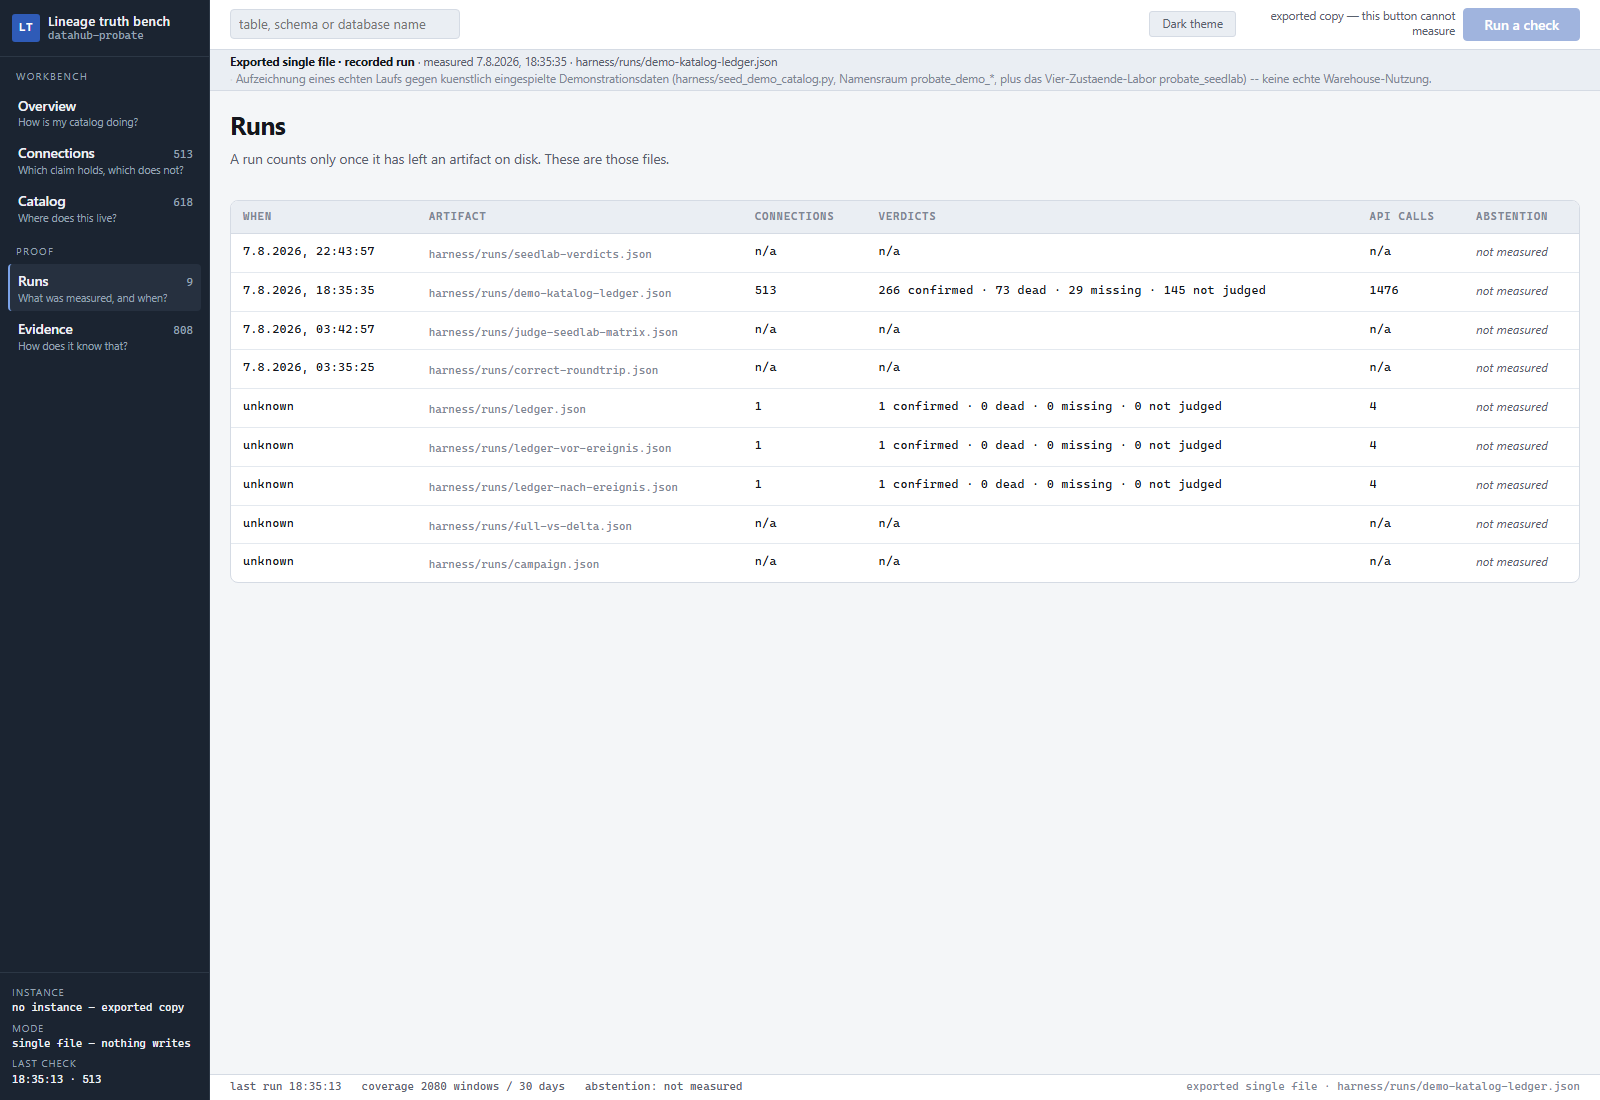 LT
Lineage truth bench
datahub-probate
WORKBENCH
Overview
How is my catalog doing?
Connections 513
Which claim holds, which does not?
Catalog 618
Where does this live?
PROOF
Runs 9
What was measured, and when?
Evidence 808
How does it know that?
INSTANCE
no instance — exported copy
MODE
single file — nothing writes
LAST CHECK
18:35:13 · 513
table, schema or database name
Dark theme
exported copy — this button cannot
measure
Run a check
Exported single file · recorded run · measured 7.8.2026, 18:35:35 · harness/runs/demo-katalog-ledger.json
· Aufzeichnung eines echten Laufs gegen kuenstlich eingespielte Demonstrationsdaten (harness/seed_demo_catalog.py, Namensraum probate_demo_*, plus das Vier-Zustaende-Labor probate_seedlab) -- keine echte Warehouse-Nutzung.
Runs
A run counts only once it has left an artifact on disk. These are those files.
WHEN ARTIFACT CONNECTIONS VERDICTS API CALLS ABSTENTION
7.8.2026, 22:43:57 harness/runs/seedlab-verdicts.json n/a n/a n/a not measured
7.8.2026, 18:35:35 harness/runs/demo-katalog-ledger.json 513 266 confirmed · 73 dead · 29 missing · 145 not judged 1476 not measured
7.8.2026, 03:42:57 harness/runs/judge-seedlab-matrix.json n/a n/a n/a not measured
7.8.2026, 03:35:25 harness/runs/correct-roundtrip.json n/a n/a n/a not measured
unknown harness/runs/ledger.json 1 1 confirmed · 0 dead · 0 missing · 0 not judged 4 not measured
unknown harness/runs/ledger-vor-ereignis.json 1 1 confirmed · 0 dead · 0 missing · 0 not judged 4 not measured
unknown harness/runs/ledger-nach-ereignis.json 1 1 confirmed · 0 dead · 0 missing · 0 not judged 4 not measured
unknown harness/runs/full-vs-delta.json n/a n/a n/a not measured
unknown harness/runs/campaign.json n/a n/a n/a not measured
last run 18:35:13 coverage 2080 windows / 30 days abstention: not measured
exported single file · harness/runs/demo-katalog-ledger.json